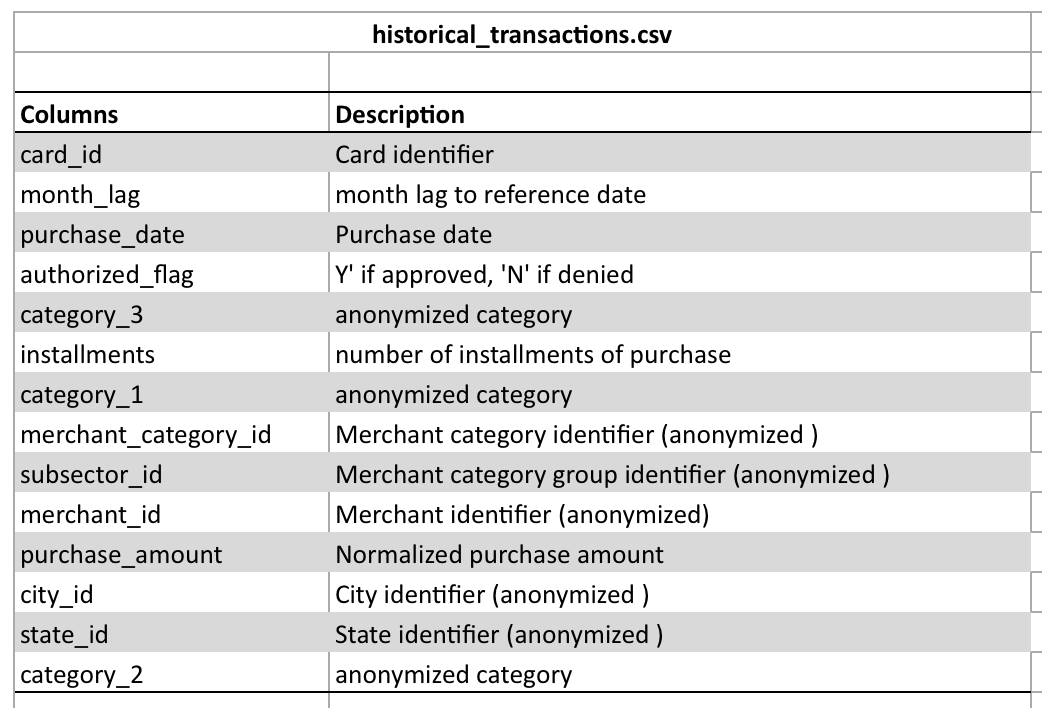 historical_transactions.csv
Columns Description
card_id Card identifier
month_lag month lag to reference date
purchase_date Purchase date
authorized_flag Y' if approved, 'N' if denied
category_3 anonymized category
installments number of installments of purchase
category_1 anonymized category
merchant_category_id Merchant category identifier (anonymized )
subsector_id Merchant category group identifier (anonymized )
merchant_id Merchant identifier (anonymized)
purchase_amount Normalized purchase amount
city_id City identifier (anonymized )
state_id State identifier (anonymized )
category_2 anonymized category